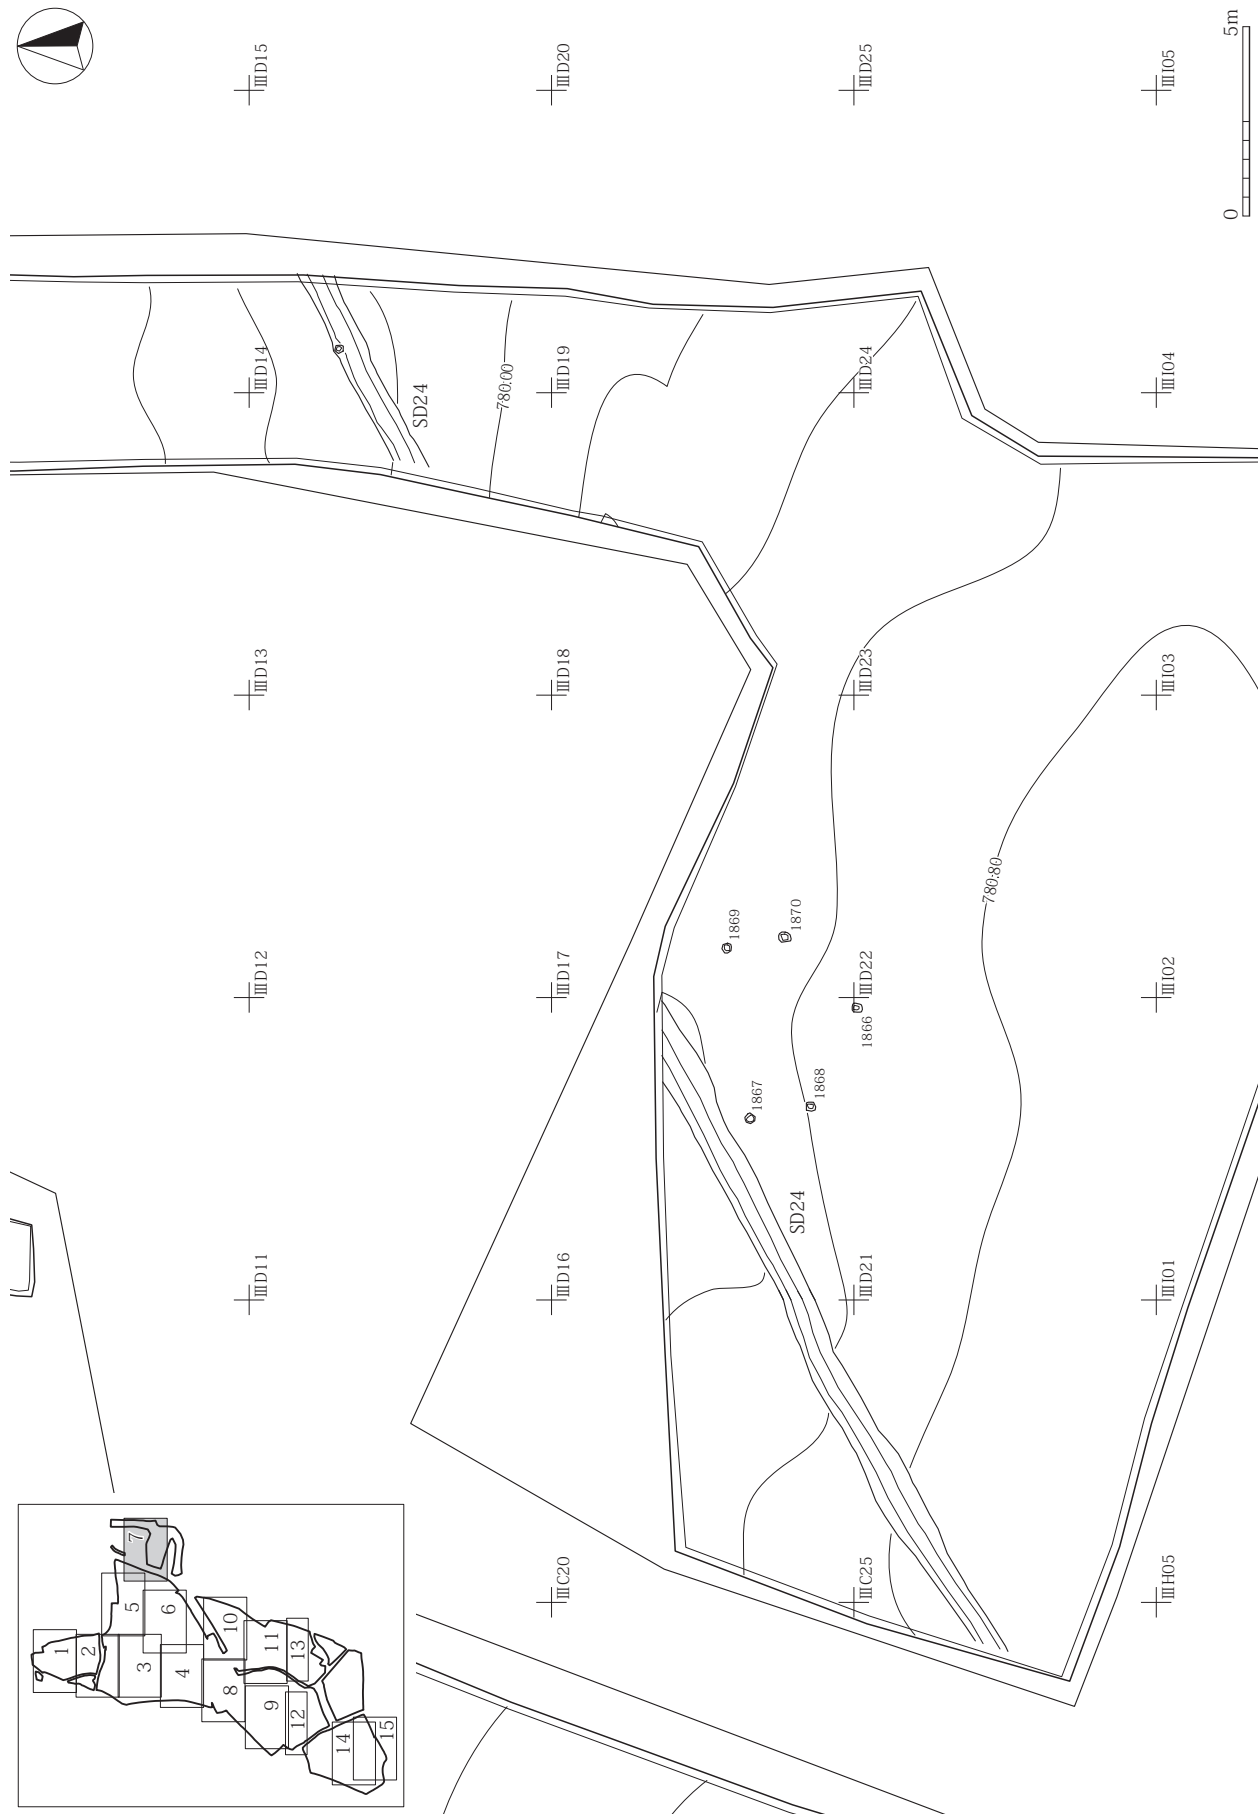 ⅢD15
ⅢD20
ⅢD25
ⅢI05
ⅢD14
ⅢD19
ⅢD24
ⅢI04
ⅢD13
ⅢD18
ⅢD23
ⅢI03
ⅢD12
ⅢD17
ⅢD22
ⅢI02
ⅢD11
ⅢD16
ⅢD21
ⅢI01
ⅢC20
ⅢC25
ⅢH05
0
5m
SD24
780.00
780.80
1869
1870
1866
1867
1868
SD24
1
2
3
4
5
6
7
8
9
10
11
12
13
14
15